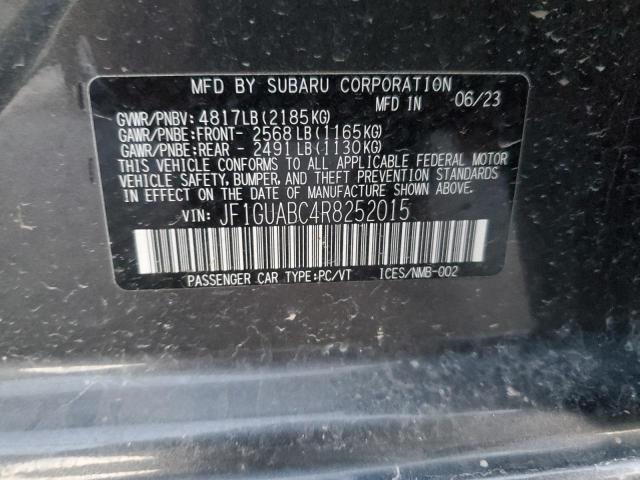 MFD BY SUBARU CORPORATION
MFD IN 06/23
GVWR/PNBV: 4817LB(2185KG)
GAWR/PNBE:FRONT- 2568LB(1165KG)
GAWR/PNBE:REAR - 2491LB(1130KG)
THIS VEHICLE CONFORMS TO ALL APPLICABLE FEDERAL MOTOR
VEHICLE SAFETY, BUMPER, AND THEFT PREVENTION STANDARDS
IN EFFECT ON THE DATE OF MANUFACTURE SHOWN ABOVE.
VIN: JF1GUABC4R8252015
PASSENGER CAR TYPE:PC/VT ICES/NMB-002